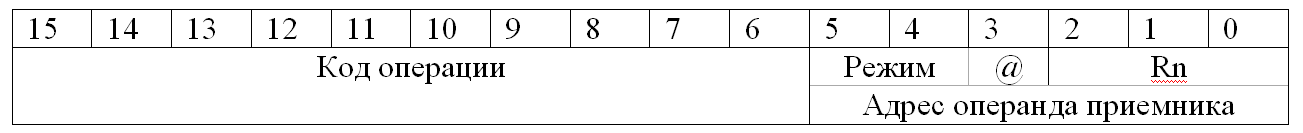 15 14 13 12 11 10 9 8 7 6 5 4 3 2 1 0
Код операции Режим @ Rn
Адрес операнда приемника